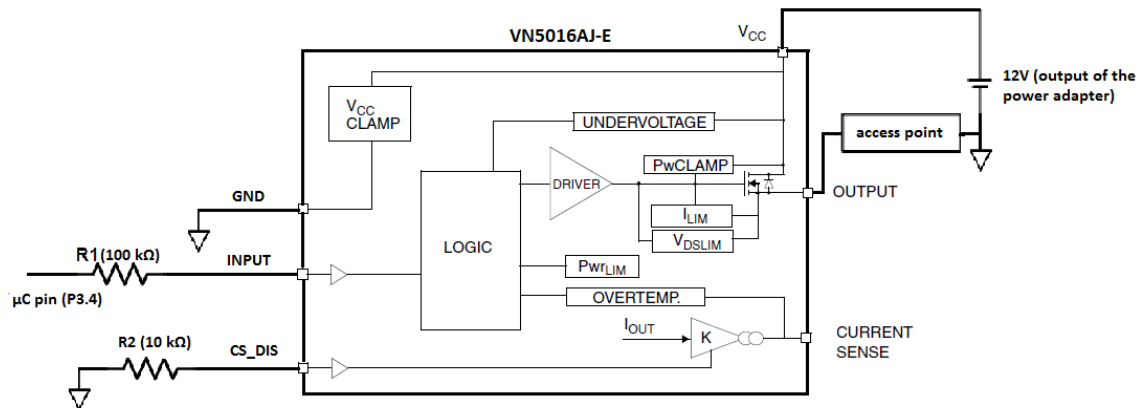 VN5016AJ-E
VCC
12V (output of the
power adapter)
VCC
CLAMP
UNDERVOLTAGE
access point
PwCLAMP
DRIVER
OUTPUT
GND
ILIM
LOGIC
VDSLIM
R1(100 kΩ)
INPUT
PwrLIM
µC pin (P3.4)
OVERTEMP.
IOUT
R2 (10 kΩ)
CS_DIS
K
CURRENT
SENSE